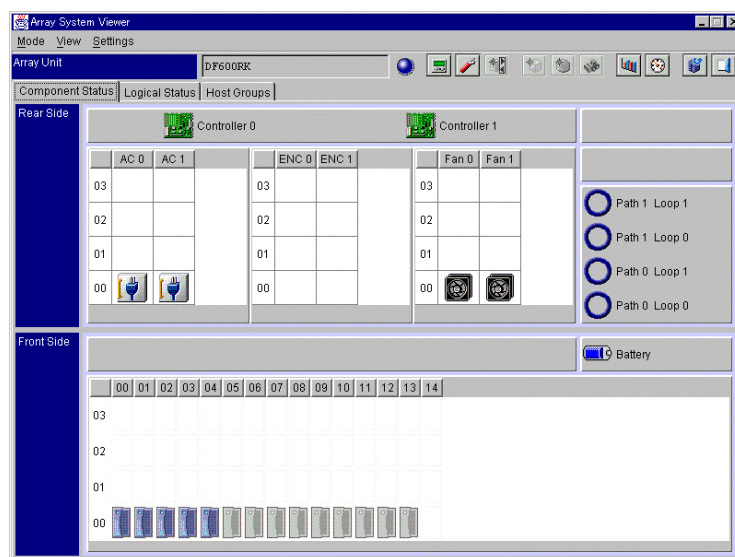 Array System Viewer
Mode View Settings
Array Unit DF600RK
Component Status Logical Status Host Groups
Rear Side
Controller 0 Controller 1
AC 0 AC 1 ENC 0 ENC 1 Fan 0 Fan 1
03 03 03
02 02 02
01 01 01
00 00 00
Path 1 Loop 1
Path 1 Loop 0
Path 0 Loop 1
Path 0 Loop 0
Front Side
Battery
00 01 02 03 04 05 06 07 08 09 10 11 12 13 14
03
02
01
00